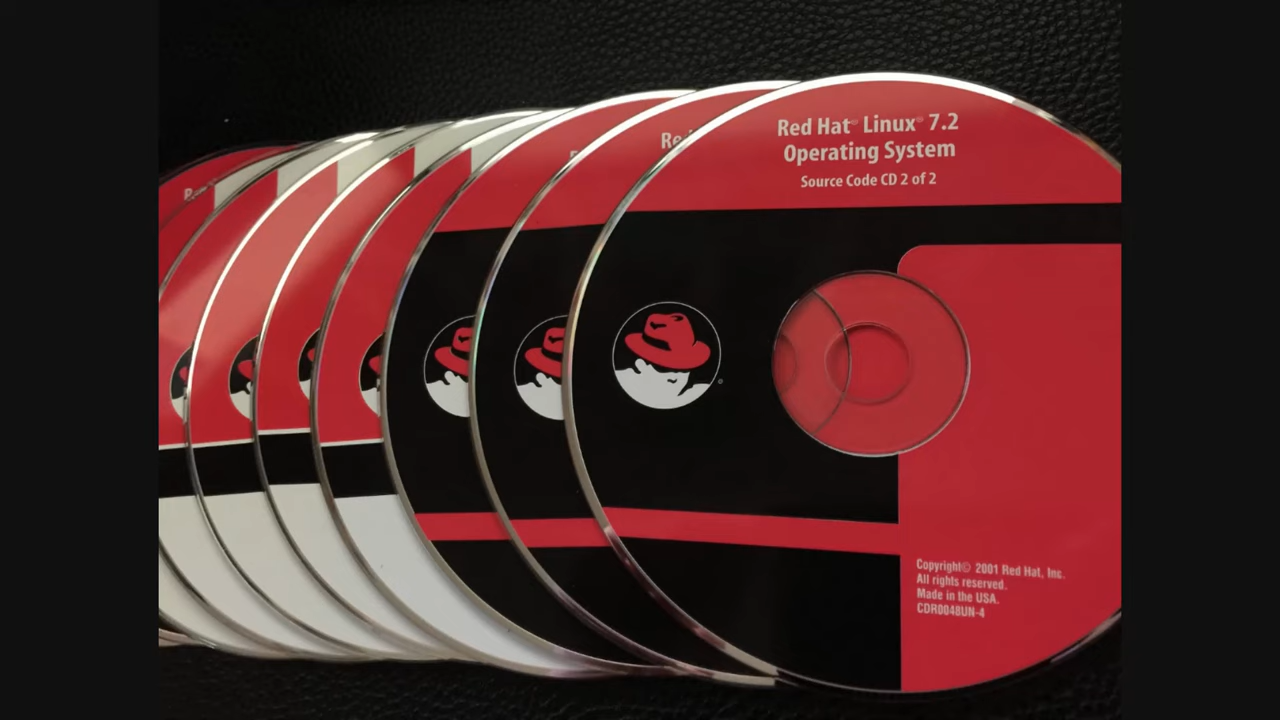 Red Hat® Linux® 7.2
Operating System
Source Code CD 2 of 2
Copyright© 2001 Red Hat, Inc.
All rights reserved.
Made in the USA.
CDR0048UN-4